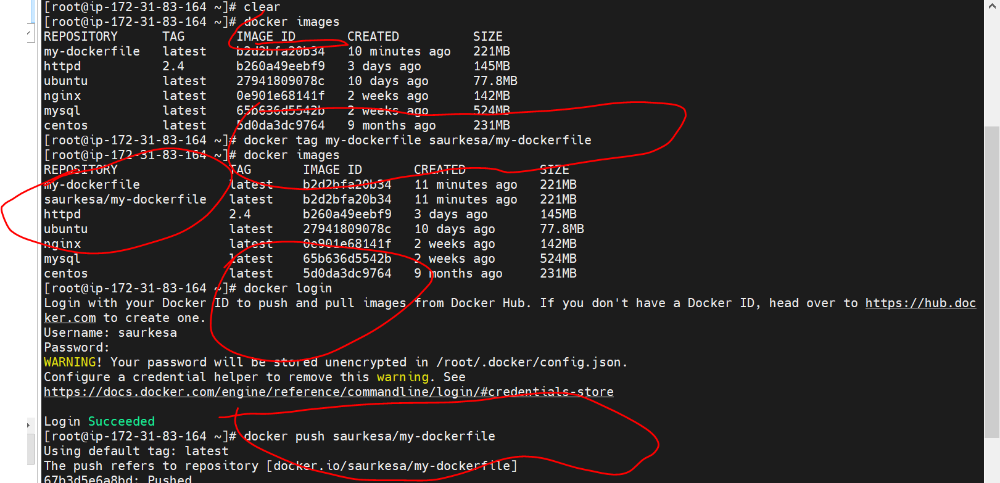 [root@ip-172-31-83-164 ~]# clear
[root@ip-172-31-83-164 ~]# docker images
REPOSITORY      TAG       IMAGE ID       CREATED          SIZE
my-dockerfile   latest    b2d2bfa20b34   10 minutes ago   221MB
httpd           2.4       b260a49eebf9   3 days ago       145MB
ubuntu          latest    27941809078c   10 days ago      77.8MB
nginx           latest    0e901e68141f   2 weeks ago      142MB
mysql           latest    65b636d5542b   2 weeks ago      524MB
centos          latest    5d0da3dc9764   9 months ago     231MB
[root@ip-172-31-83-164 ~]# docker tag my-dockerfile saurkesa/my-dockerfile
[root@ip-172-31-83-164 ~]# docker images
REPOSITORY               TAG       IMAGE ID       CREATED          SIZE
my-dockerfile            latest    b2d2bfa20b34   11 minutes ago   221MB
saurkesa/my-dockerfile   latest    b2d2bfa20b34   11 minutes ago   221MB
httpd                    2.4       b260a49eebf9   3 days ago       145MB
ubuntu                   latest    27941809078c   10 days ago      77.8MB
nginx                    latest    0e901e68141f   2 weeks ago      142MB
mysql                    latest    65b636d5542b   2 weeks ago      524MB
centos                   latest    5d0da3dc9764   9 months ago     231MB
[root@ip-172-31-83-164 ~]# docker login
Login with your Docker ID to push and pull images from Docker Hub. If you don't have a Docker ID, head over to https://hub.doc
ker.com to create one.
Username: saurkesa
Password:
WARNING! Your password will be stored unencrypted in /root/.docker/config.json.
Configure a credential helper to remove this warning. See
https://docs.docker.com/engine/reference/commandline/login/#credentials-store
Login Succeeded
[root@ip-172-31-83-164 ~]# docker push saurkesa/my-dockerfile
Using default tag: latest
The push refers to repository [docker.io/saurkesa/my-dockerfile]
67b3d5e6a8bd: Pushed